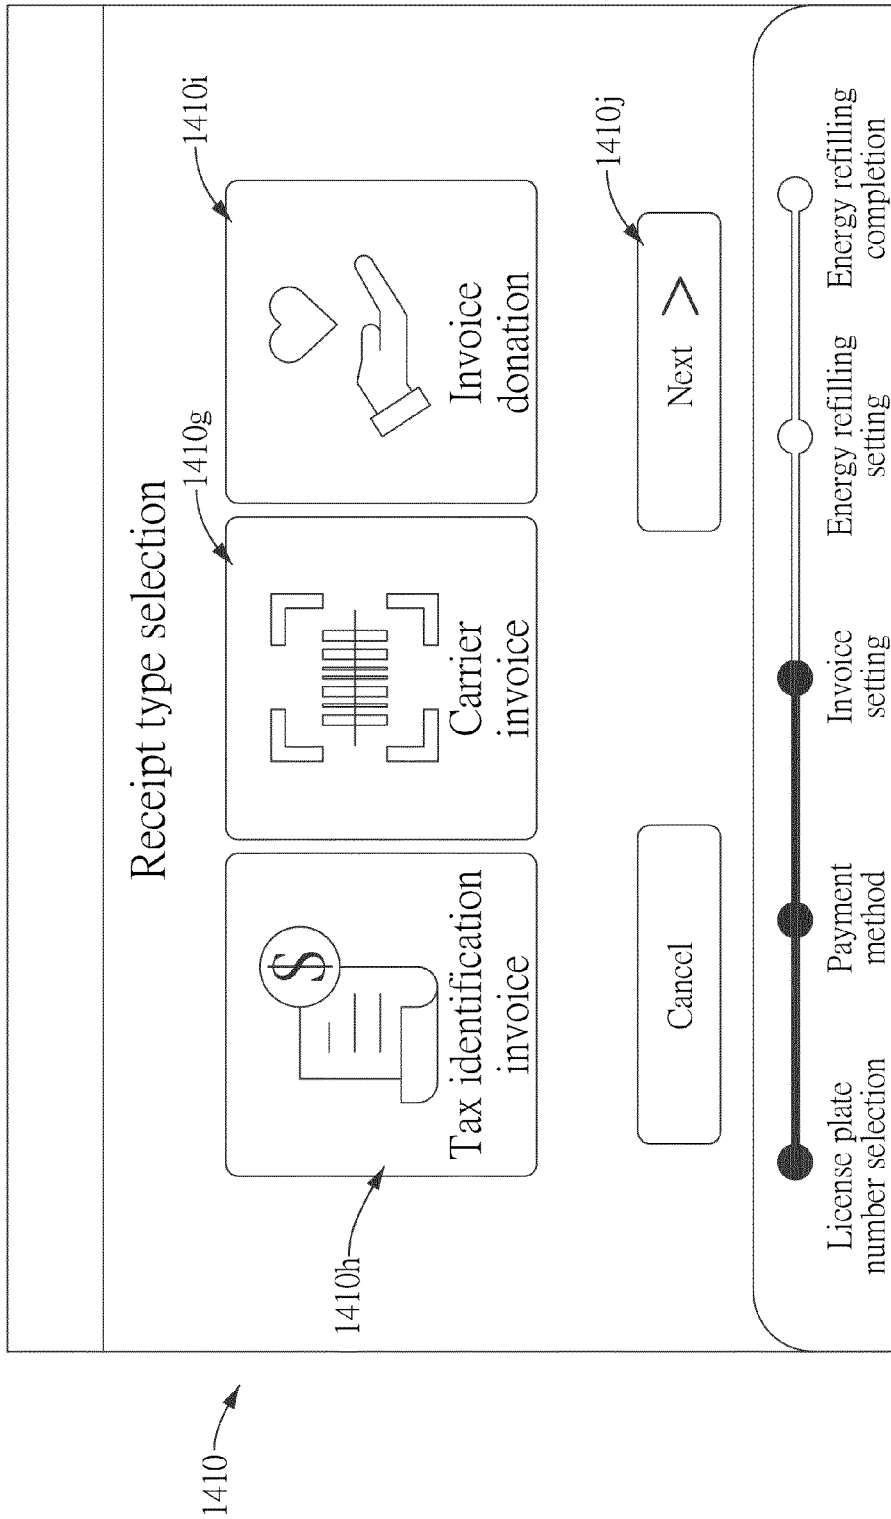 1410
Receipt type selection
1410h
1410g
1410i
Tax identification
invoice
Carrier
invoice
Invoice
donation
$
1410j
Cancel
Next >
License plate
number selection
Payment
method
Invoice
setting
Energy refilling
setting
Energy refilling
completion